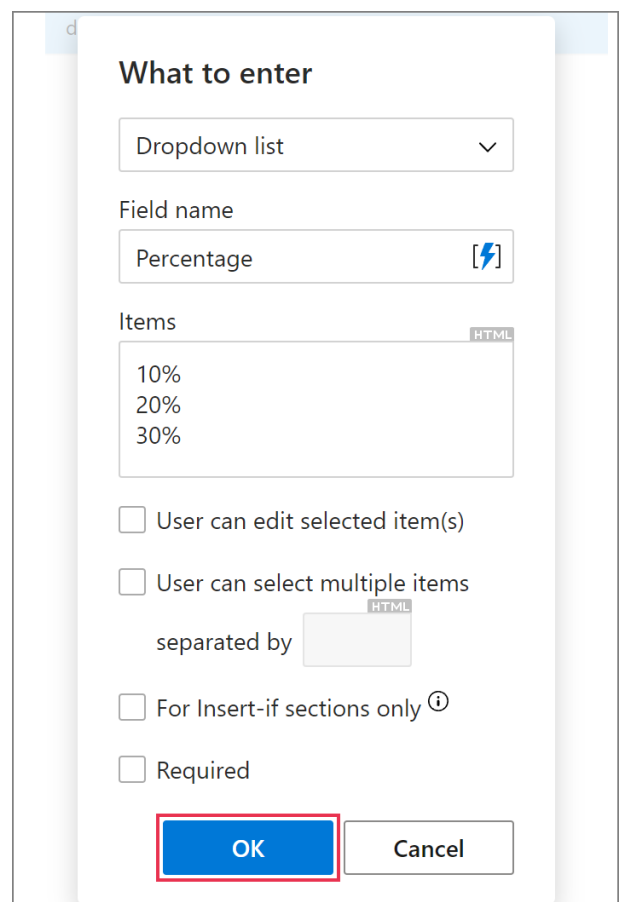 d
What to enter
Dropdown list
Field name
Percentage
Items
HTML
10%
20%
30%
User can edit selected item(s)
User can select multiple items
HTML
separated by
For Insert-if sections only
Required
OK Cancel